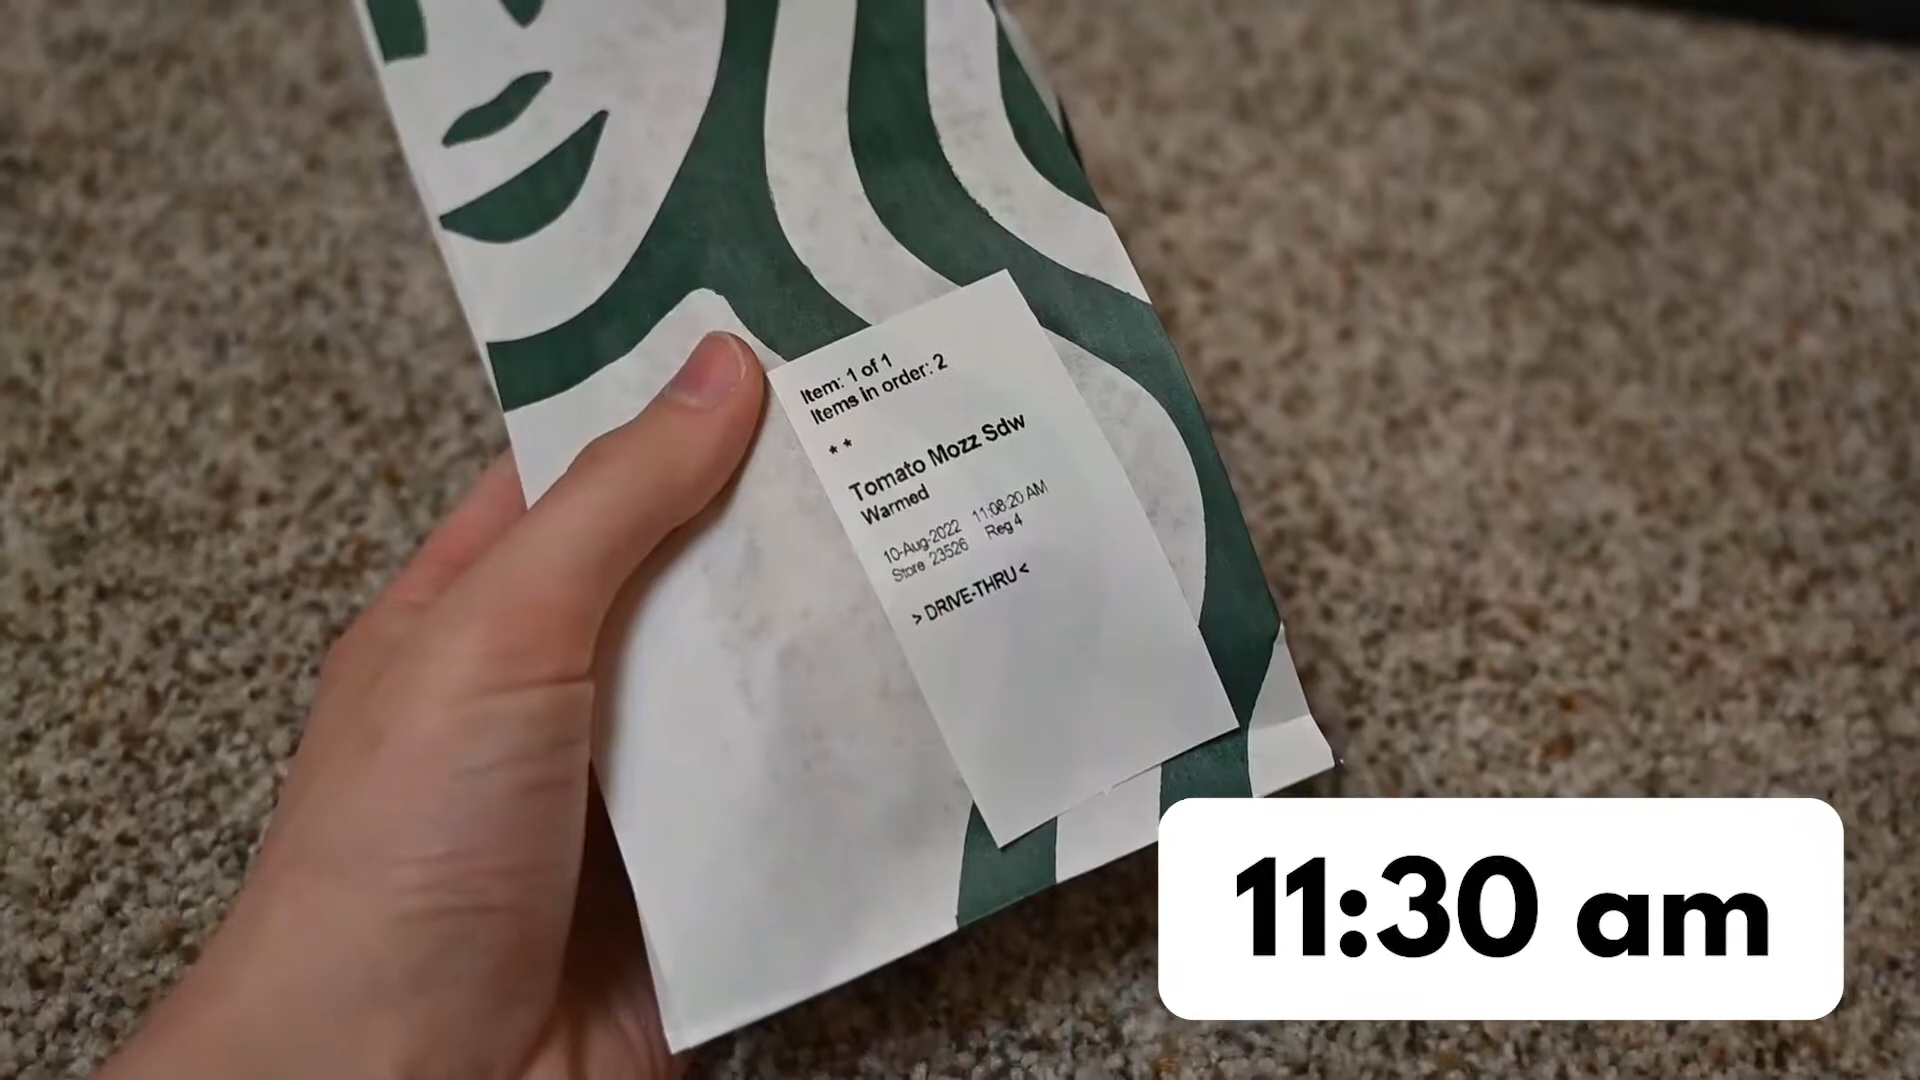 Item: 1 of 1
Items in order: 2
* *
Tomato Mozz Sdw
Warmed
10-Aug-2022 11:08:20 AM
Store 23526 Reg 4
> DRIVE-THRU <
11:30 am